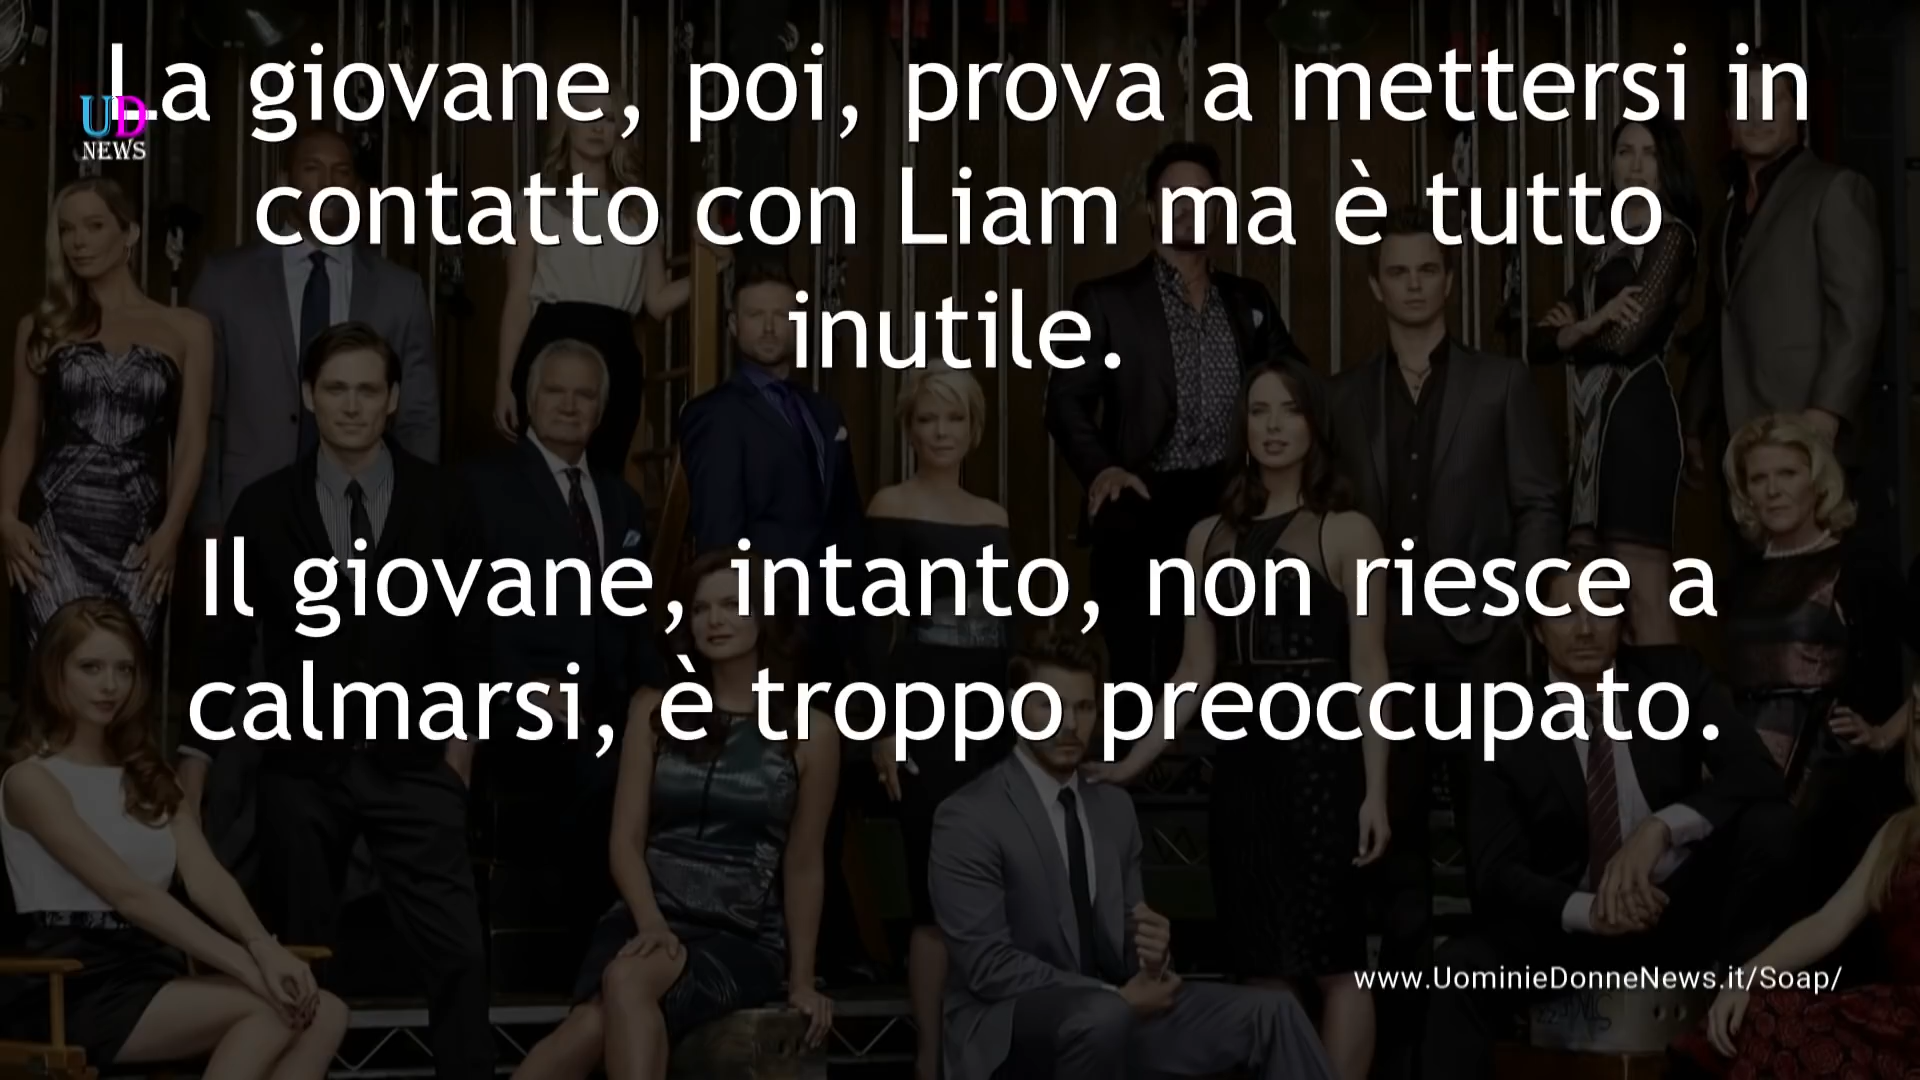 La giovane, poi, prova a mettersi in
UD
NEWS
contatto con Liam ma è tutto
inutile.
Il giovane, intanto, non riesce a
calmarsi, è troppo preoccupato.
www.UominieDonneNews.it/Soap/